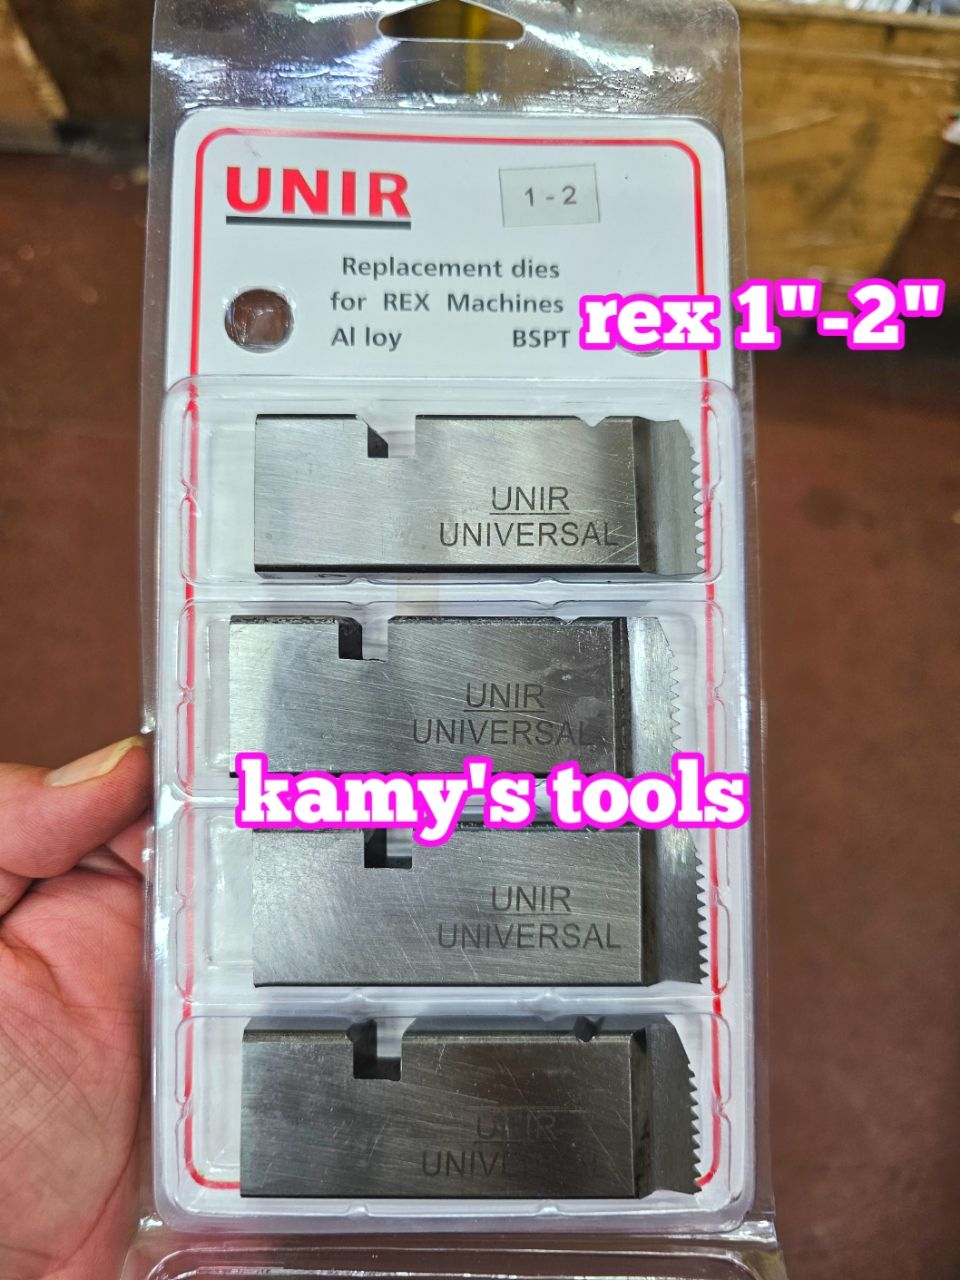 UNIR
1 - 2
Replacement dies
for REX Machines
Al loy BSPT
rex 1"-2"
UNIR
UNIVERSAL
UNIR
UNIVERSAL
kamy's tools
UNIR
UNIVERSAL
UNIR